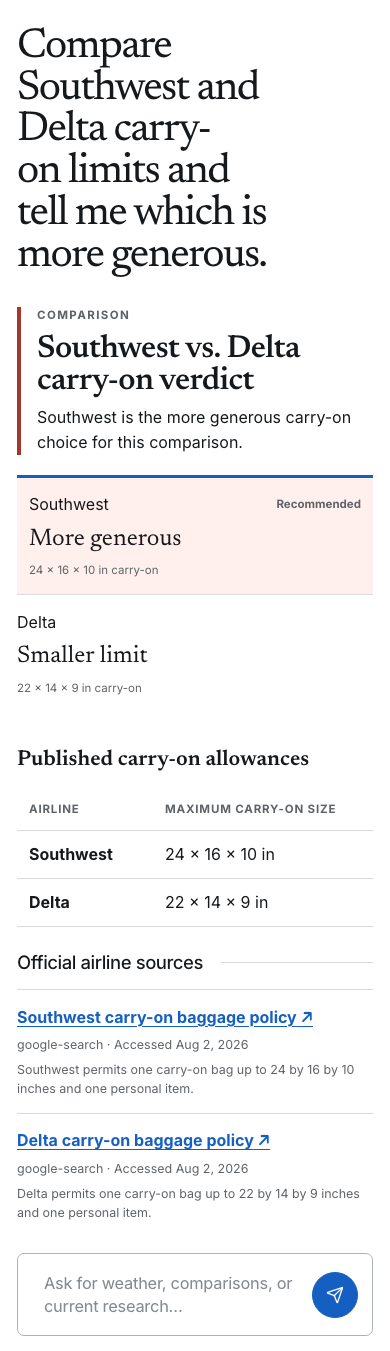 Compare
Southwest and
Delta carry-
on limits and
tell me which is
more generous.
COMPARISON
Southwest vs. Delta
carry-on verdict
Southwest is the more generous carry-on
choice for this comparison.
Southwest
Recommended
More generous
24 × 16 × 10 in carry-on
Delta
Smaller limit
22 × 14 × 9 in carry-on
Published carry-on allowances
AIRLINE MAXIMUM CARRY-ON SIZE
Southwest 24 × 16 × 10 in
Delta 22 × 14 × 9 in
Official airline sources
Southwest carry-on baggage policy ↗
google-search · Accessed Aug 2, 2026
Southwest permits one carry-on bag up to 24 by 16 by 10
inches and one personal item.
Delta carry-on baggage policy ↗
google-search · Accessed Aug 2, 2026
Delta permits one carry-on bag up to 22 by 14 by 9 inches
and one personal item.
Ask for weather, comparisons, or
current research...